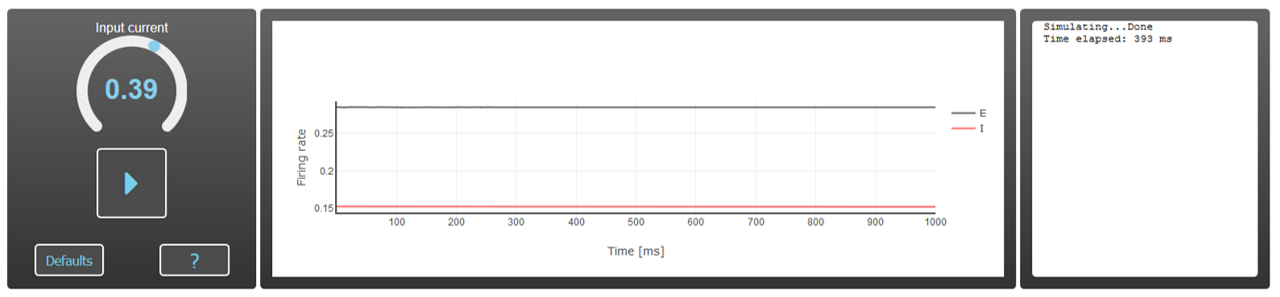 Input current
0.39
Defaults
?
Firing rate
0.25
0.2
0.15
100 200 300 400 500 600 700 800 900 1000
Time [ms]
E
I
Simulating...Done
Time elapsed: 393 ms